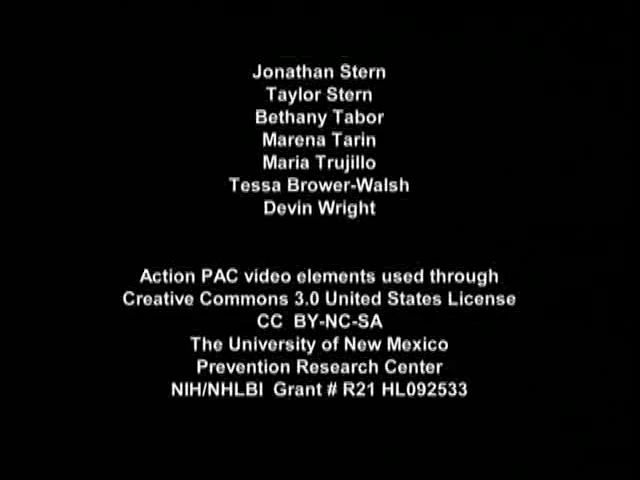 Jonathan Stern
Taylor Stern
Bethany Tabor
Marena Tarin
Maria Trujillo
Tessa Brower-Walsh
Devin Wright
Action PAC video elements used through
Creative Commons 3.0 United States License
CC BY-NC-SA
The University of New Mexico
Prevention Research Center
NIH/NHLBI Grant # R21 HL092533